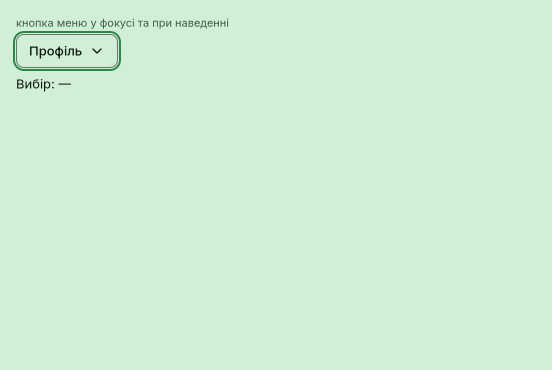 кнопка меню у фокусі та при наведенні
Профіль
Вибір: —